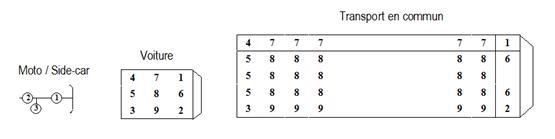 Transport en commun
Voiture
Moto / Side-car
2 1
3
4 7 1
5 8 6
3 9 2
4 7 7 7 7 7 1
5 8 8 8 8 8 6
5 8 8 8 8 8
5 8 8 8 8 8 6
3 9 9 9 9 9 2